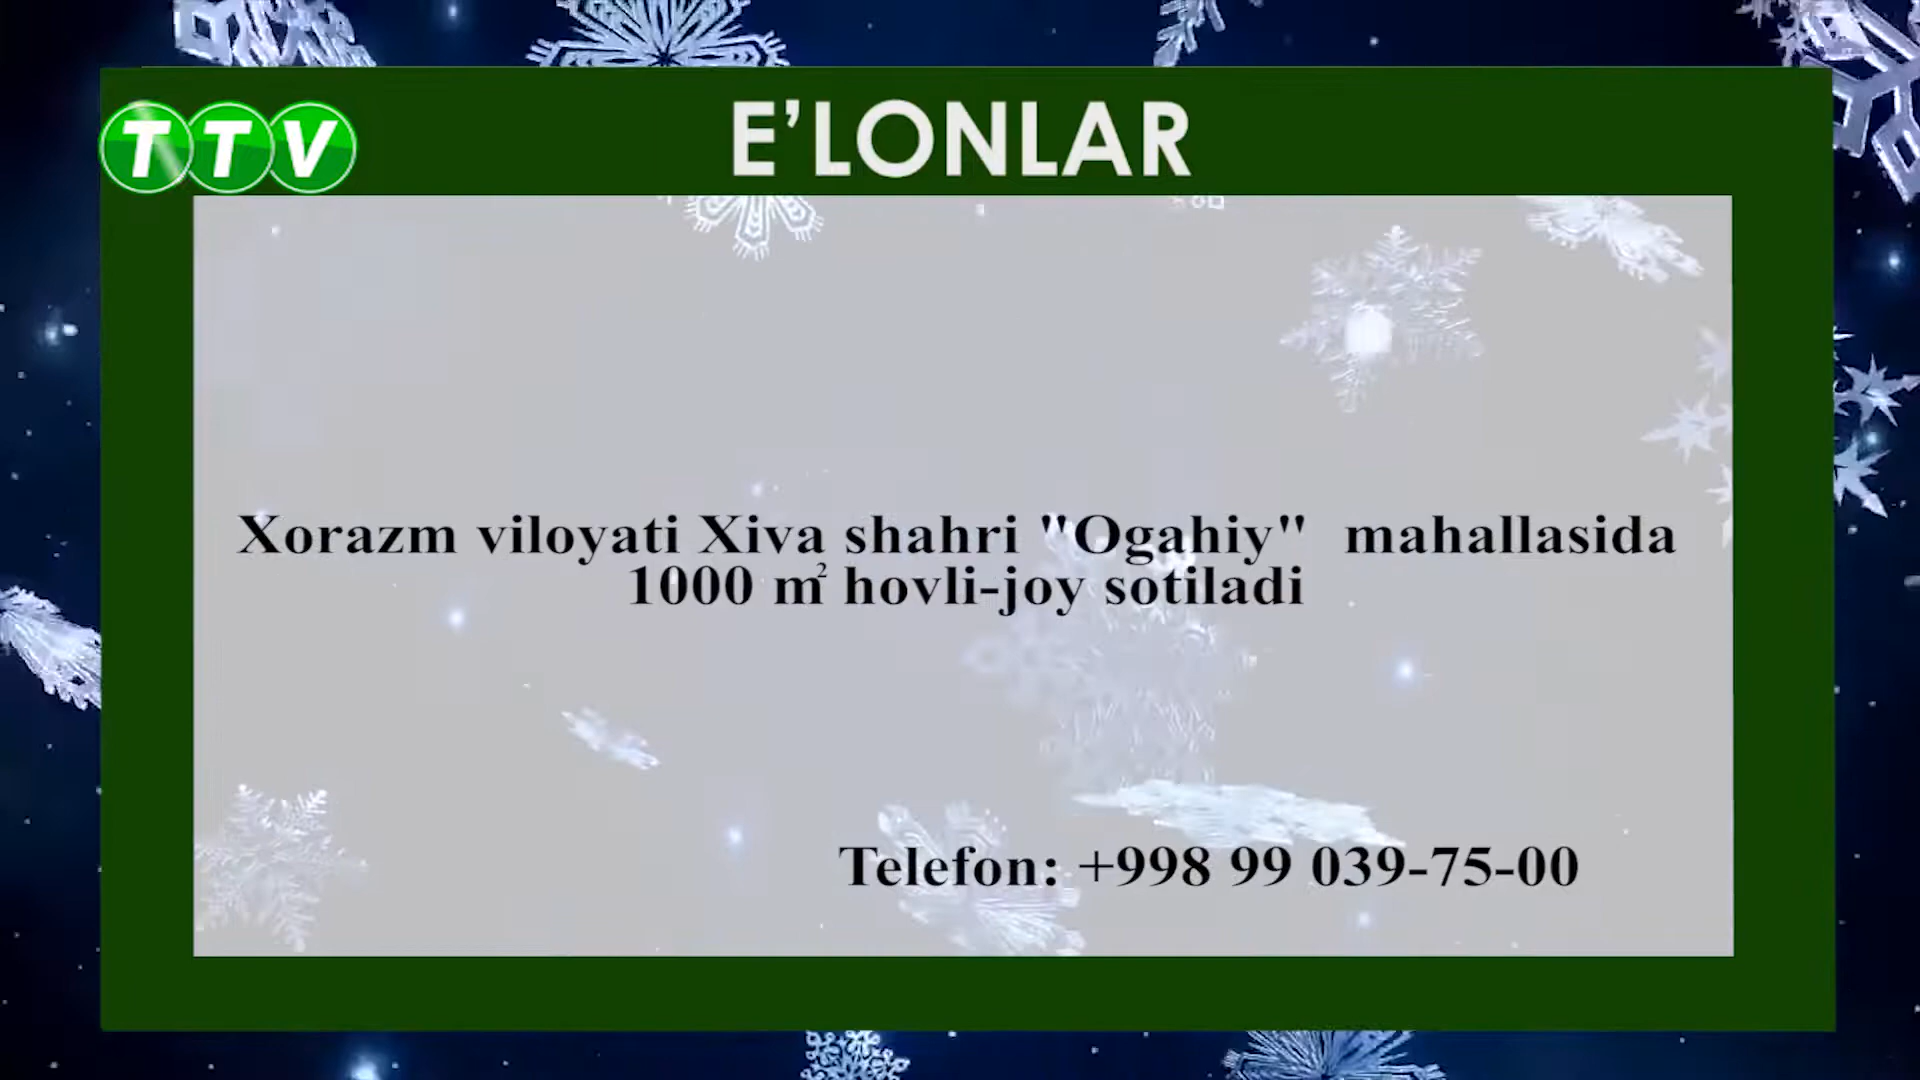 TTV
E’LONLAR
Xorazm viloyati Xiva shahri "Ogahiy" mahallasida
1000 m² hovli-joy sotiladi
Telefon: +998 99 039-75-00